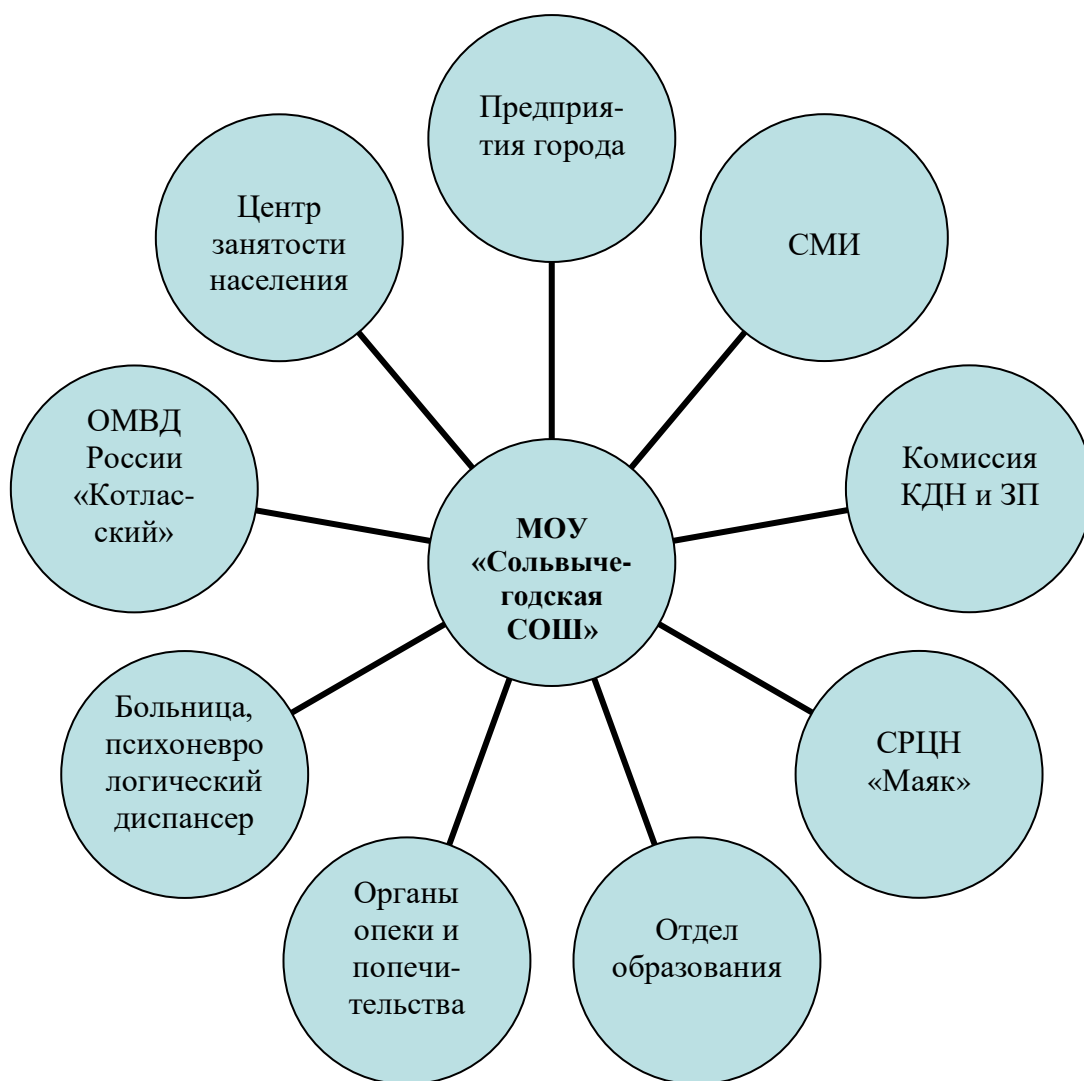 Предприя-
тия города
Центр
занятости
населения
СМИ
ОМВД
России
«Котлас-
ский»
Комиссия
КДН и ЗП
МОУ
«Сольвыче-
годская
СОШ»
Больница,
психоневро
логический
диспансер
СРЦН
«Маяк»
Органы
опеки и
попечи-
тельства
Отдел
образования